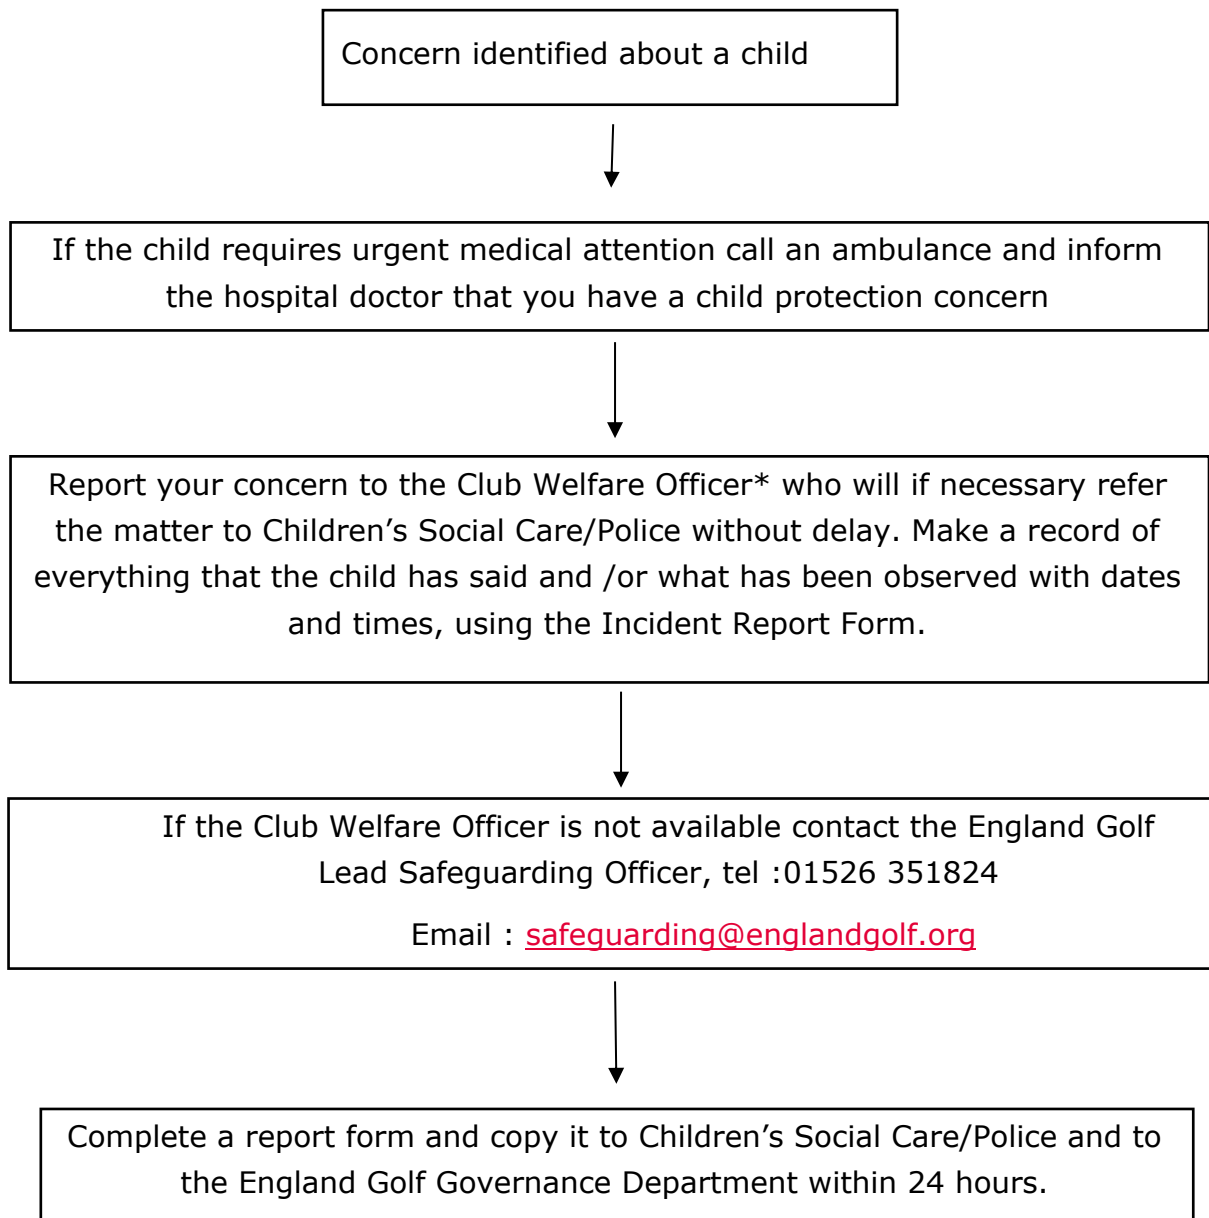 Concern identified about a child
If the child requires urgent medical attention call an ambulance and inform
the hospital doctor that you have a child protection concern
Report your concern to the Club Welfare Officer* who will if necessary refer
the matter to Children’s Social Care/Police without delay. Make a record of
everything that the child has said and /or what has been observed with dates
and times, using the Incident Report Form.
If the Club Welfare Officer is not available contact the England Golf
Lead Safeguarding Officer, tel :01526 351824
Email : safeguarding@englandgolf.org
Complete a report form and copy it to Children’s Social Care/Police and to
the England Golf Governance Department within 24 hours.